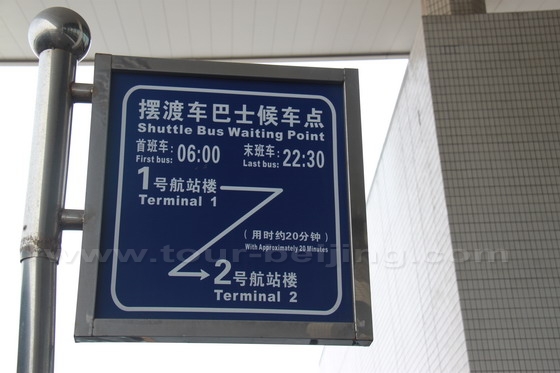 摆渡车巴士候车点
Shuttle Bus Waiting Point
首班车: 06:00 末班车: 22:30
First bus: Last bus:
1号航站楼
Terminal 1
(用时约20分钟)
With Approximately 20 Minutes
www.tour-beijing.com
2号航站楼
Terminal 2